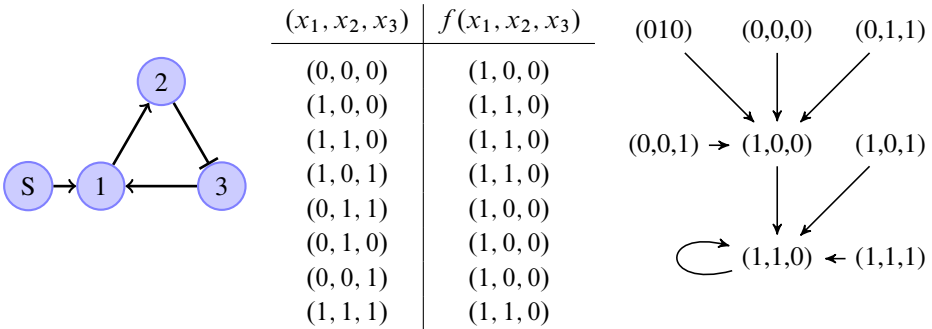 2
S
1
3
(x₁, x₂, x₃) f(x₁, x₂, x₃)
(0, 0, 0) (1, 0, 0)
(1, 0, 0) (1, 1, 0)
(1, 1, 0) (1, 1, 0)
(1, 0, 1) (1, 1, 0)
(0, 1, 1) (1, 0, 0)
(0, 1, 0) (1, 0, 0)
(0, 0, 1) (1, 0, 0)
(1, 1, 1) (1, 1, 0)
(010) (0,0,0) (0,1,1)
(0,0,1) (1,0,0) (1,0,1)
(1,1,0) (1,1,1)